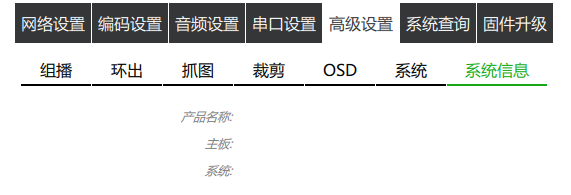 网络设置 编码设置 音频设置 串口设置 高级设置 系统查询 固件升级
组播 环出 抓图 裁剪 OSD 系统 系统信息
产品名称:
主板:
系统: